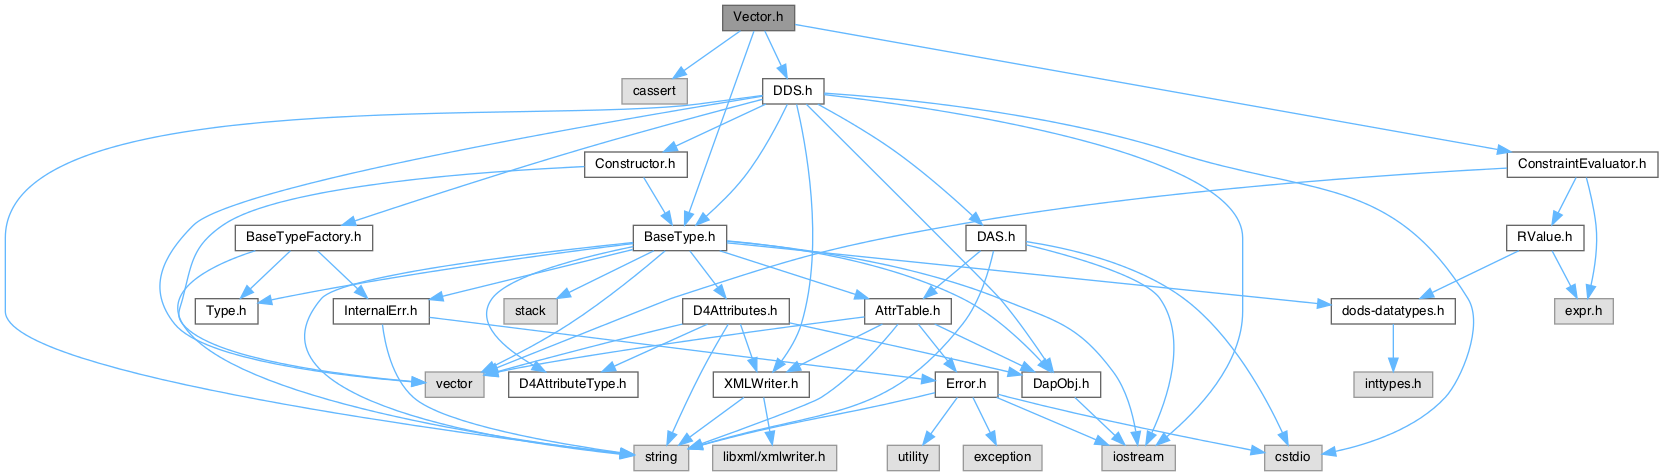 Vector.h
cassert
DDS.h
Constructor.h
ConstraintEvaluator.h
BaseTypeFactory.h
BaseType.h
DAS.h
RValue.h
Type.h
InternalErr.h
stack
D4Attributes.h
AttrTable.h
dods-datatypes.h
expr.h
vector
D4AttributeType.h
XMLWriter.h
Error.h
DapObj.h
inttypes.h
string
libxml/xmlwriter.h
utility
exception
iostream
cstdio